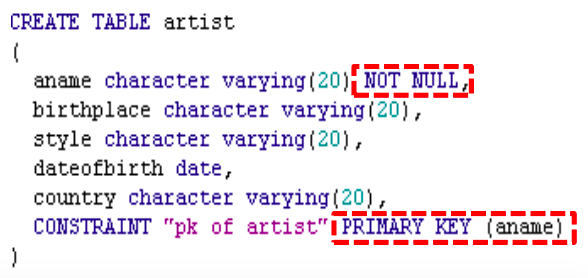 CREATE TABLE artist
(
aname character varying(20) NOT NULL,
birthplace character varying(20),
style character varying(20),
dateofbirth date,
country character varying(20),
CONSTRAINT "pk of artist" PRIMARY KEY (aname)
)